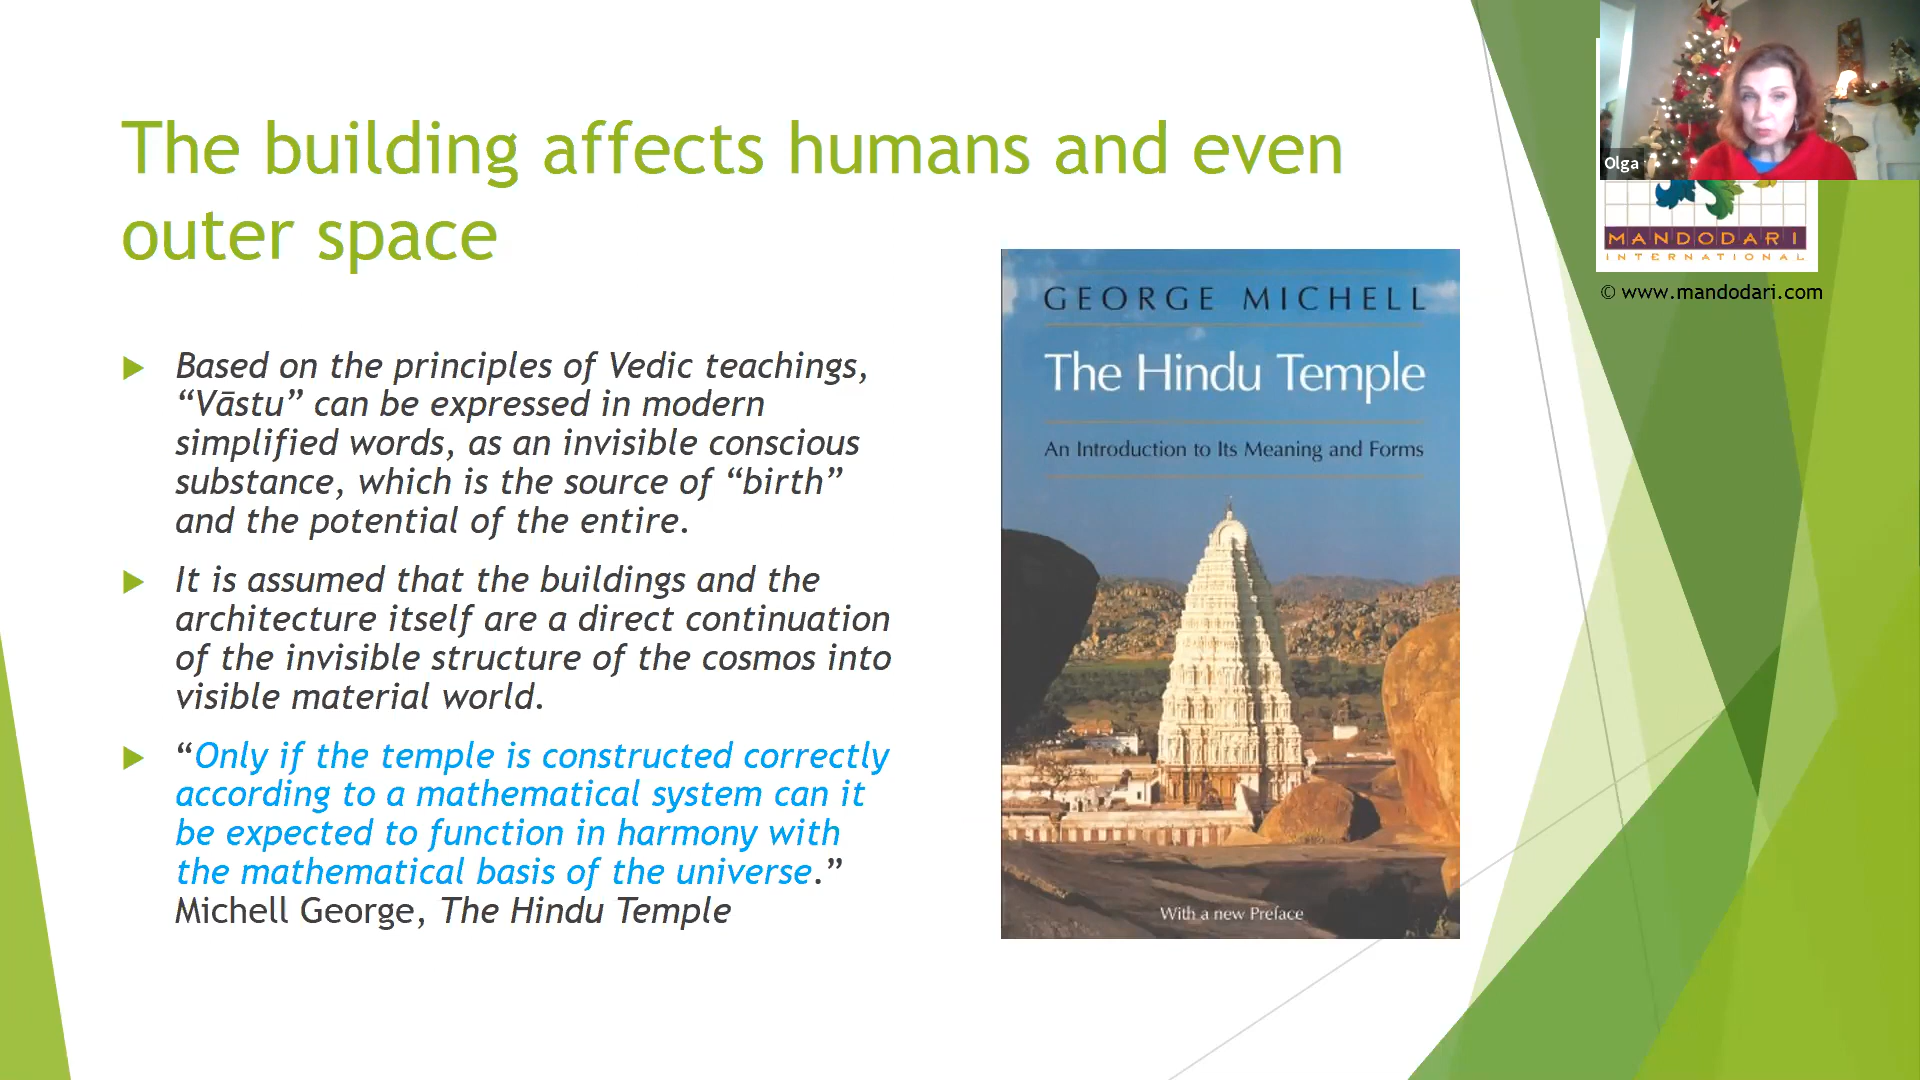 The building affects humans and even
outer space
Based on the principles of Vedic teachings,
“Vāstu” can be expressed in modern
simplified words, as an invisible conscious
substance, which is the source of “birth”
and the potential of the entire.
It is assumed that the buildings and the
architecture itself are a direct continuation
of the invisible structure of the cosmos into
visible material world.
“Only if the temple is constructed correctly
according to a mathematical system can it
be expected to function in harmony with
the mathematical basis of the universe.”
Michell George, The Hindu Temple
GEORGE MICHELL
The Hindu Temple
An Introduction to Its Meaning and Forms
With a new Preface
Olga
MANDODARI
INTERNATIONAL
© www.mandodari.com